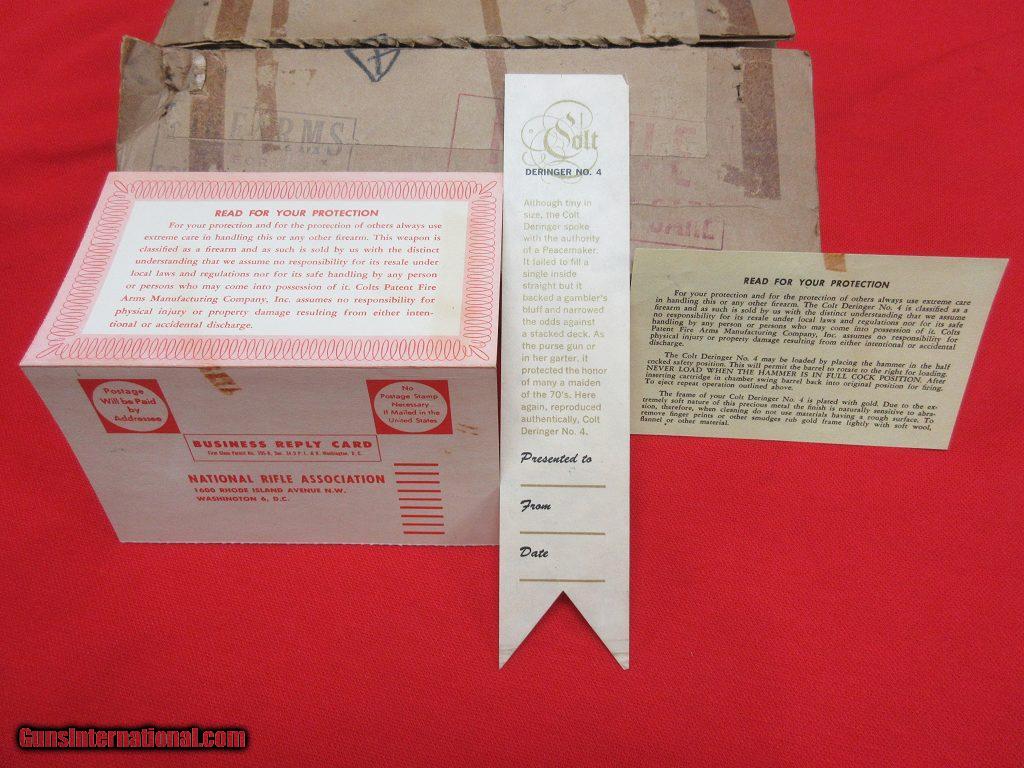 FIREARMS
READ FOR YOUR PROTECTION
For your protection and for the protection of others always use
extreme care in handling this or any other firearm. This weapon is
classified as a firearm and as such is sold by us with the distinct
understanding that we assume no responsibility for its resale under
local laws and regulations nor for its safe handling by any person
or persons who may come into possession of it. Colts Patent Fire
Arms Manufacturing Company, Inc. assumes no responsibility for
physical injury or property damage resulting from either inten-
tional or accidental discharge.
Postage
Will be Paid
by
Addressee
No
Postage Stamp
Necessary
If Mailed in the
United States
BUSINESS REPLY CARD
First Class Permit No. Sec. 34.9 P. L. & R. Washington, D. C.
NATIONAL RIFLE ASSOCIATION
1600 RHODE ISLAND AVENUE N.W.
WASHINGTON 6, D.C.
Colt
DERINGER NO. 4
Although tiny in
size, the Colt
Deringer spoke
with the authority
of a Peacemaker.
It failed to fill a
single inside
straight but it
backed a gambler's
bluff and narrowed
the odds against
a stacked deck. As
the purse gun or
in her garter, it
protected the honor
of many a maiden
of the 70's. Here
again, reproduced
authentically, Colt
Deringer No. 4.
Presented to
From
Date
READ FOR YOUR PROTECTION
For your protection and for the protection of others always use extreme care
in handling this or any other firearm. The Colt Deringer No. 4 is classified as a
firearm and as such is sold by us with the distinct understanding that we assume
no responsibility for its resale under local laws and regulations nor for its safe
handling by any person or persons who may come into possession of it. Colts
Patent Fire Arms Manufacturing Company, Inc. assumes no responsibility for
physical injury or property damage resulting from either intentional or accidental
discharge.
The Colt Deringer No. 4 may be loaded by placing the hammer in the half
cocked safety position. This will permit the barrel to rotate to the right for loading.
NEVER LOAD WHEN THE HAMMER IS IN FULL COCK POSITION. After
inserting cartridge in chamber swing barrel back into original position for firing.
To eject repeat operation outlined above.
The frame of your Colt Deringer No. 4 is plated with gold. Due to the ex-
tremely soft nature of this precious metal the finish is naturally sensitive to abra-
sion, therefore, when cleaning do not use materials having a rough surface. To
remove finger prints or other smudges rub gold frame lightly with soft wool,
flannel or other material.
GunsInternational.com